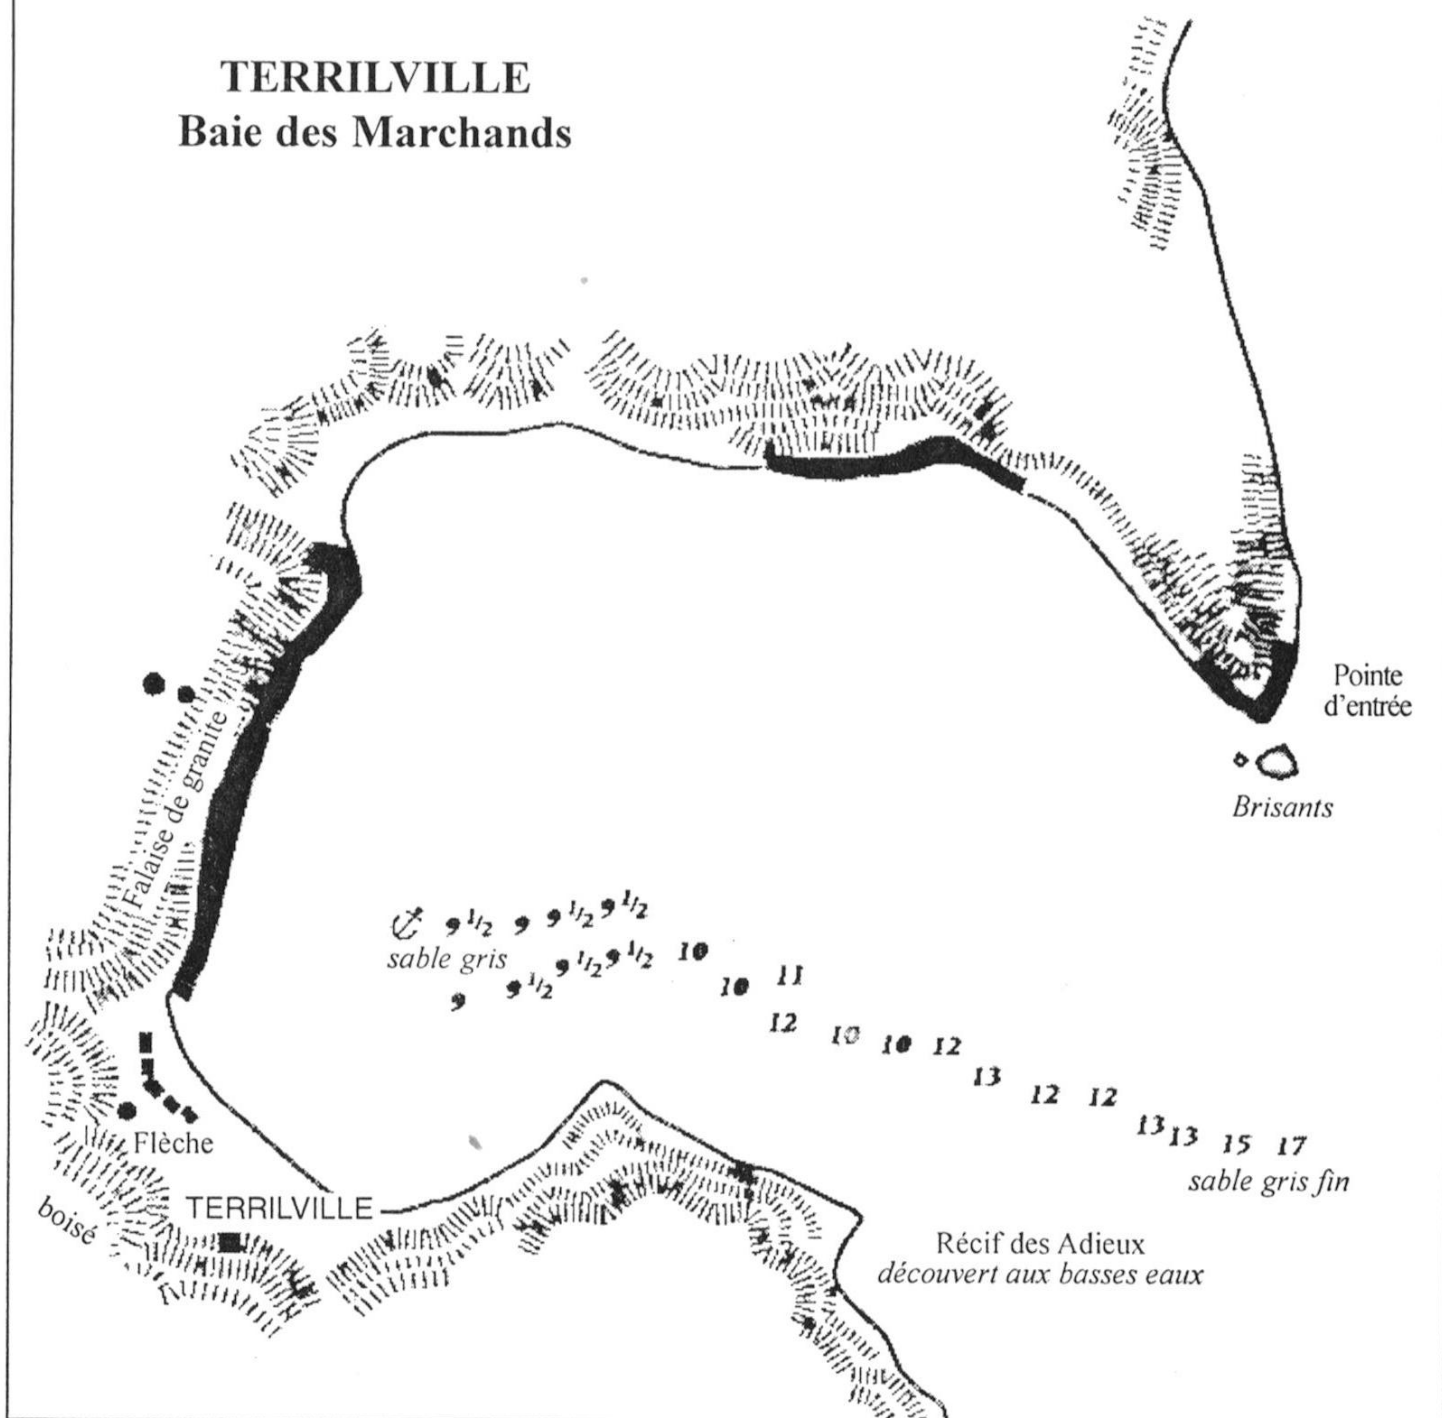 TERRILVILLE
Baie des Marchands
Pointe
d'entrée
Brisants
Falaise de granite
9 1/2 9 9 1/2 9 1/2
sable gris
9 9 1/2 9 1/2 9 1/2 10
10 11
12 10 10 12
13 12 12
13 13 15 17
sable gris fin
Flèche
boisé
TERRILVILLE
Récif des Adieux
découvert aux basses eaux